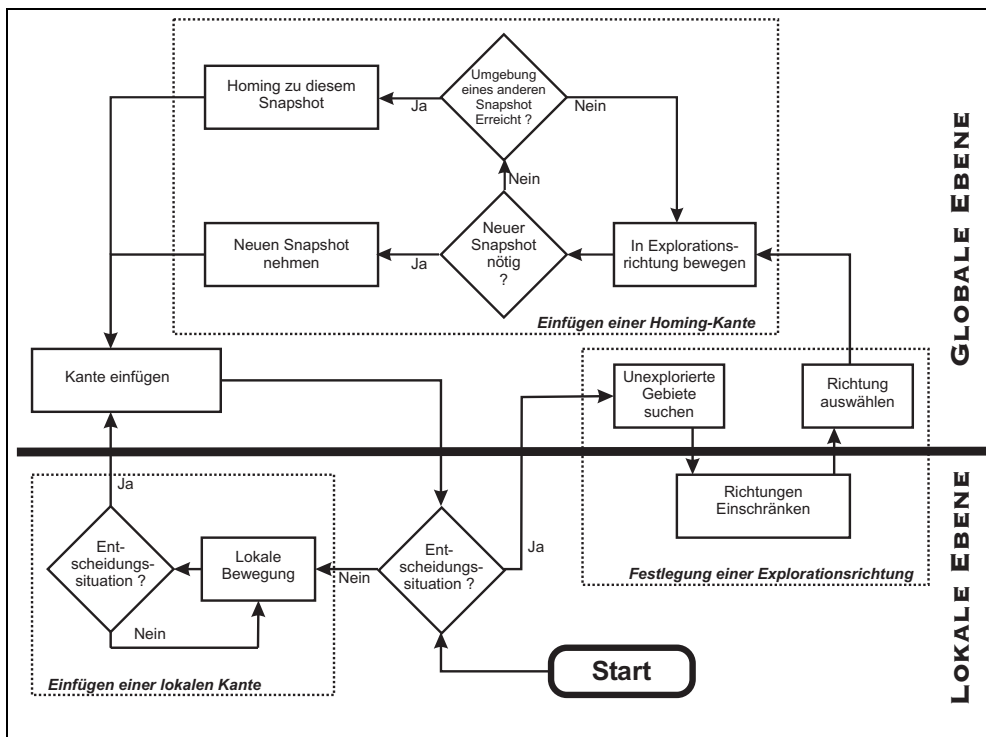 Homing zu diesem
Snapshot
Umgebung
eines anderen
Snapshot
Erreicht ?
Ja
Nein
Nein
Neuen Snapshot
nehmen
Ja
Neuer
Snapshot
nötig
?
In Explorations-
richtung bewegen
Einfügen einer Homing-Kante
GLOBALE EBENE
Kante einfügen
Unexplorierte
Gebiete
suchen
Richtung
auswählen
Richtungen
Einschränken
Festlegung einer Explorationsrichtung
Ja
Ent-
scheidungs-
situation ?
Nein
Lokale
Bewegung
Nein
Ent-
scheidungs-
situation ?
Ja
Einfügen einer lokalen Kante
Start
LOKALE EBENE